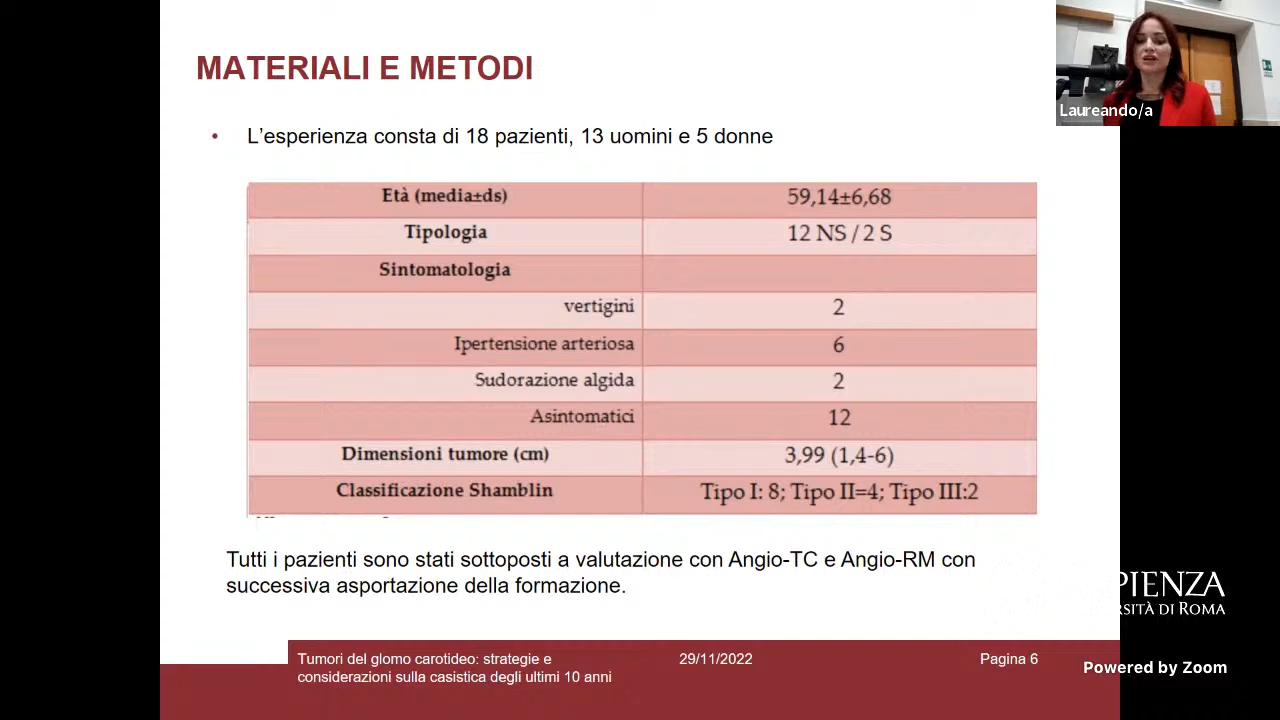 MATERIALI E METODI
Laureando/a
• L'esperienza consta di 18 pazienti, 13 uomini e 5 donne
Età (media±ds) 59,14±6,68
Tipologia 12 NS / 2 S
Sintomatologia
vertigini 2
Ipertensione arteriosa 6
Sudorazione algida 2
Asintomatici 12
Dimensioni tumore (cm) 3,99 (1,4-6)
Classificazione Shamblin Tipo I: 8; Tipo II=4; Tipo III:2
Tutti i pazienti sono stati sottoposti a valutazione con Angio-TC e Angio-RM con
successiva asportazione della formazione.
PIENZA
RSITÀ DI ROMA
Tumori del glomo carotideo: strategie e
considerazioni sulla casistica degli ultimi 10 anni
29/11/2022
Pagina 6
Powered by Zoom